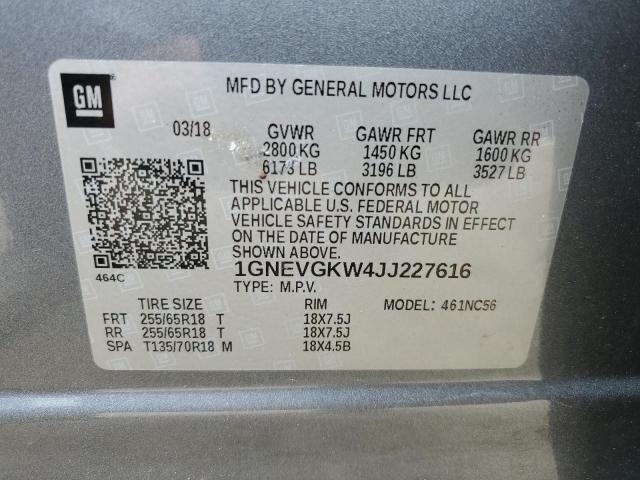 GM
MFD BY GENERAL MOTORS LLC
03/18 GVWR GAWR FRT GAWR RR
2800 KG 1450 KG 1600 KG
6173 LB 3196 LB 3527 LB
THIS VEHICLE CONFORMS TO ALL
APPLICABLE U.S. FEDERAL MOTOR
VEHICLE SAFETY STANDARDS IN EFFECT
ON THE DATE OF MANUFACTURE
SHOWN ABOVE.
464C
1GNEVGKW4JJ227616
TYPE: M.P.V.
TIRE SIZE RIM MODEL: 461NC56
FRT 255/65R18 T 18X7.5J
RR 255/65R18 T 18X7.5J
SPA T135/70R18 M 18X4.5B